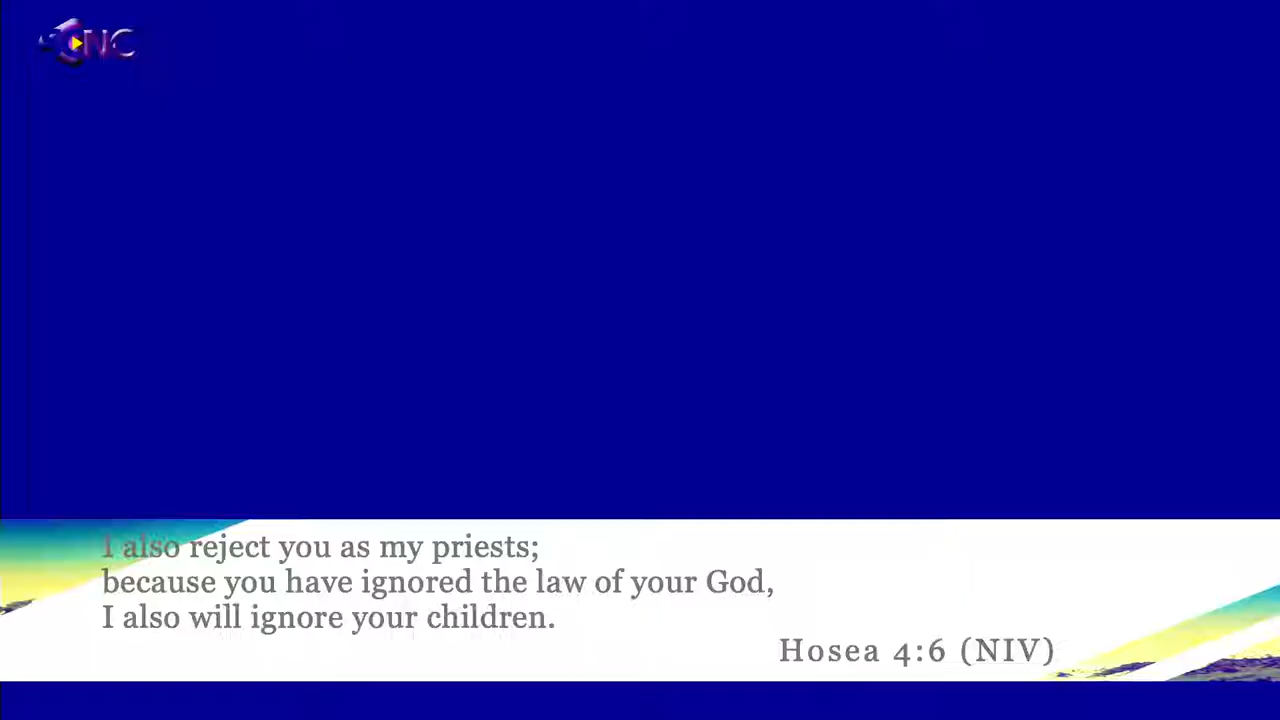 I also reject you as my priests;
because you have ignored the law of your God,
I also will ignore your children.
Hosea 4:6 (NIV)